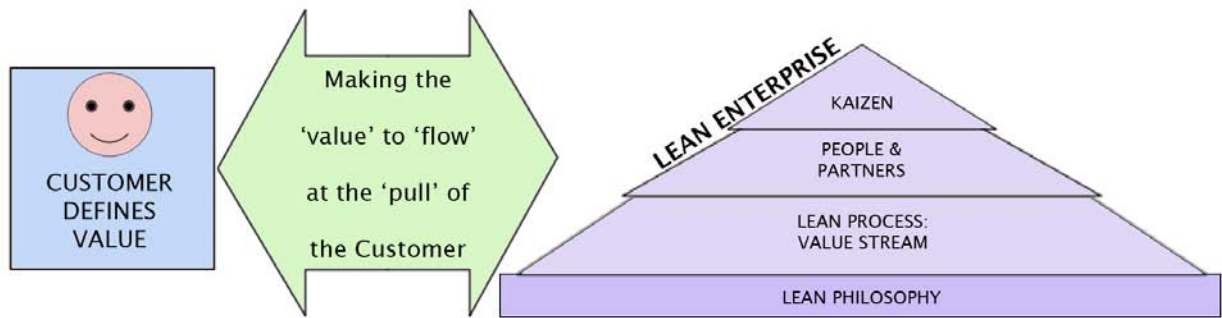 CUSTOMER
DEFINES
VALUE
Making the
‘value’ to ‘flow’
at the ‘pull’ of
the Customer
LEAN ENTERPRISE
KAIZEN
PEOPLE &
PARTNERS
LEAN PROCESS:
VALUE STREAM
LEAN PHILOSOPHY